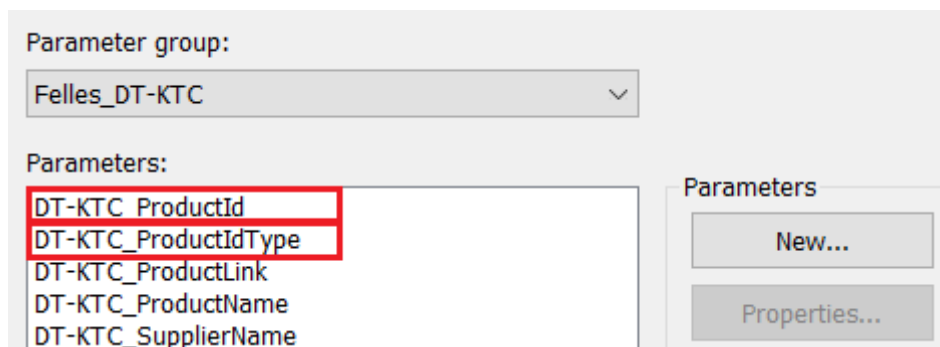 Parameter group:
Felles_DT-KTC
Parameters:
DT-KTC_ProductId
DT-KTC_ProductIdType
DT-KTC_ProductLink
DT-KTC_ProductName
DT-KTC_SupplierName
Parameters
New...
Properties...